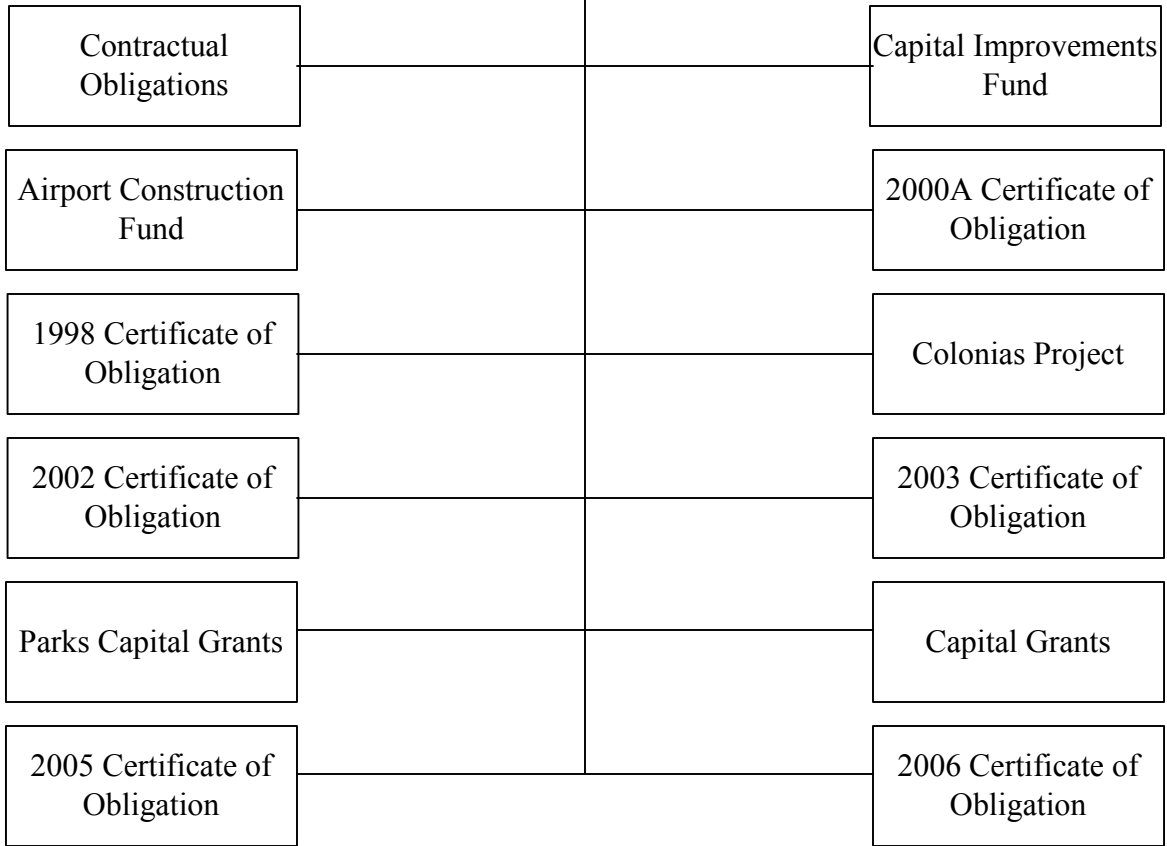 Contractual
Obligations
Capital Improvements
Fund
Airport Construction
Fund
2000A Certificate of
Obligation
1998 Certificate of
Obligation
Colonias Project
2002 Certificate of
Obligation
2003 Certificate of
Obligation
Parks Capital Grants
Capital Grants
2005 Certificate of
Obligation
2006 Certificate of
Obligation